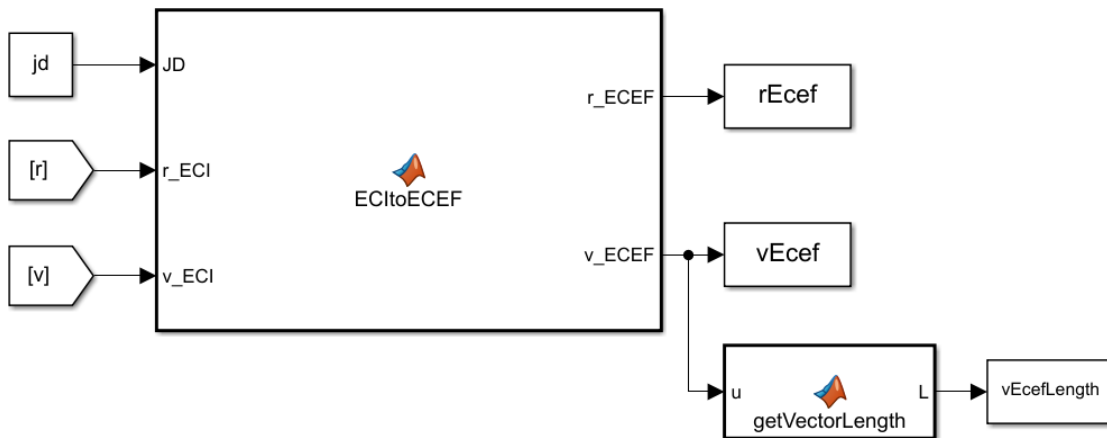 jd
JD
r_ECEF
rEcef
[r]
r_ECI
ECItoECEF
[v]
v_ECI
v_ECEF
vEcef
u
L
getVectorLength
vEcefLength